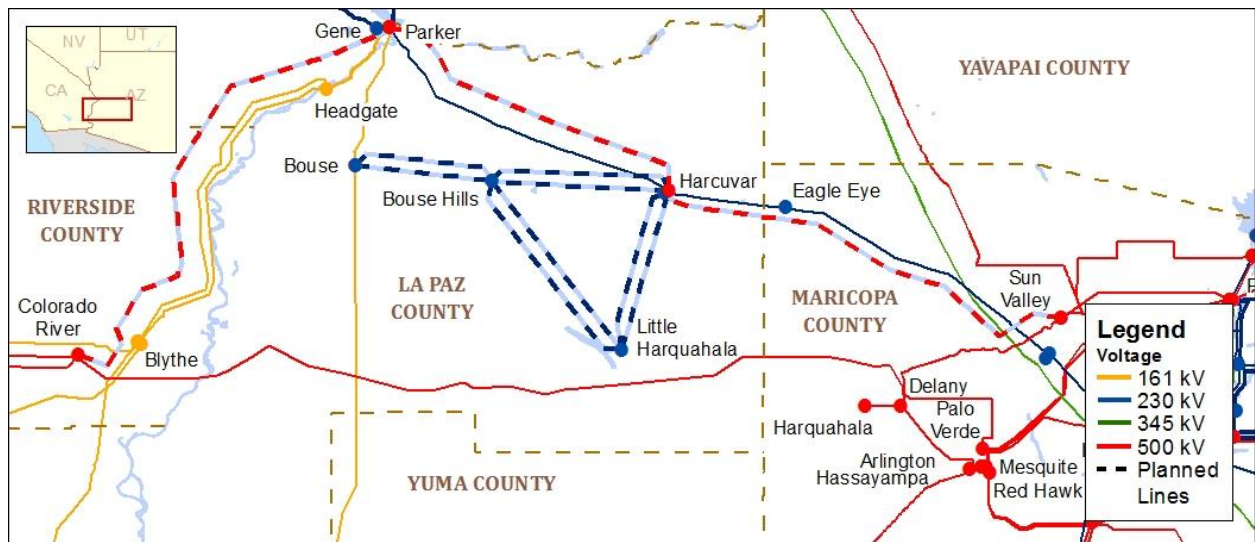 NV
UT
CA
AZ
Gene
Parker
YAVAPAI COUNTY
Headgate
Bouse
Bouse Hills
Harcuvar
Eagle Eye
RIVERSIDE
COUNTY
LA PAZ
COUNTY
MARICOPA
COUNTY
Sun
Valley
Colorado
River
Blythe
Little
Harquahala
Delany
Harquahala
Palo
Verde
Arlington
Hassayampa
Mesquite
Red Hawk
YUMA COUNTY
Legend
Voltage
161 kV
230 kV
345 kV
500 kV
Planned
Lines